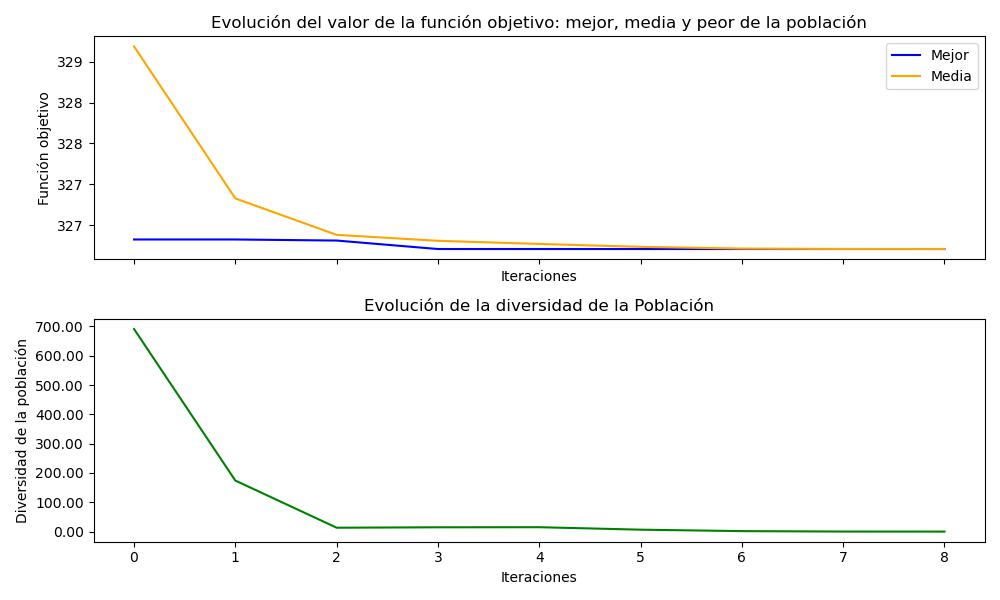 Evolución del valor de la función objetivo: mejor, media y peor de la población
Mejor
Media
329
328
328
327
327
Función objetivo
Iteraciones
Evolución de la diversidad de la Población
700.00
600.00
500.00
400.00
300.00
200.00
100.00
0.00
Diversidad de la población
0 1 2 3 4 5 6 7 8
Iteraciones